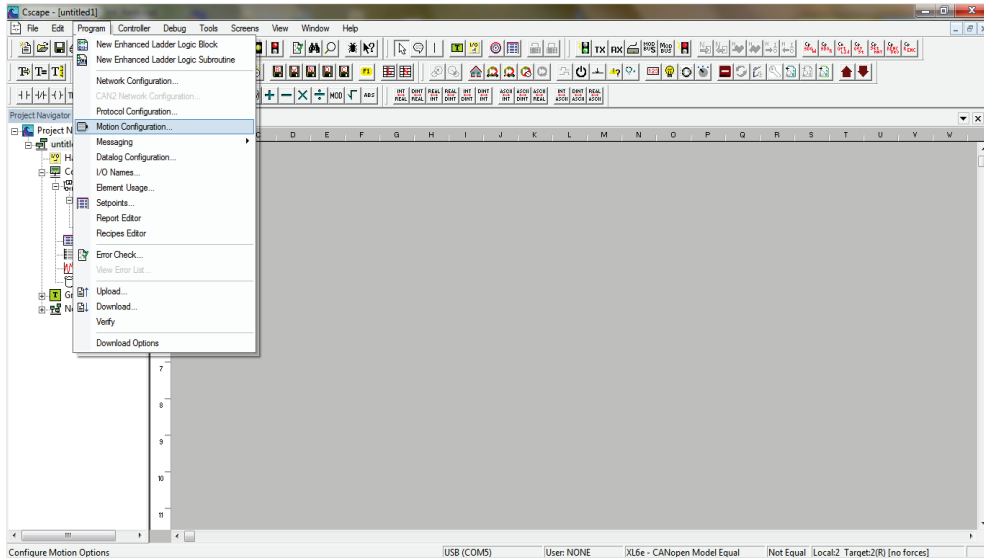 Cscape - [untitled1]
File Edit Program Controller Debug Tools Screens View Window Help
New Enhanced Ladder Logic Block
New Enhanced Ladder Logic Subroutine
Network Configuration...
CAN2 Network Configuration...
Protocol Configuration...
Motion Configuration...
Messaging
Datalog Configuration...
I/O Names...
Element Usage...
Setpoints...
Report Editor
Recipes Editor
Error Check...
View Error List...
Upload...
Download...
Verify
Download Options
TX RX
MOD ABS
Project Navigator
Project N
untitle
D E F G H I J K L M N O P Q R S T U V W
7
8
9
10
11
Configure Motion Options USB (COM5) User: NONE XL6e - CANopen Model Equal Not Equal Local:2 Target:2(R) [no forces]